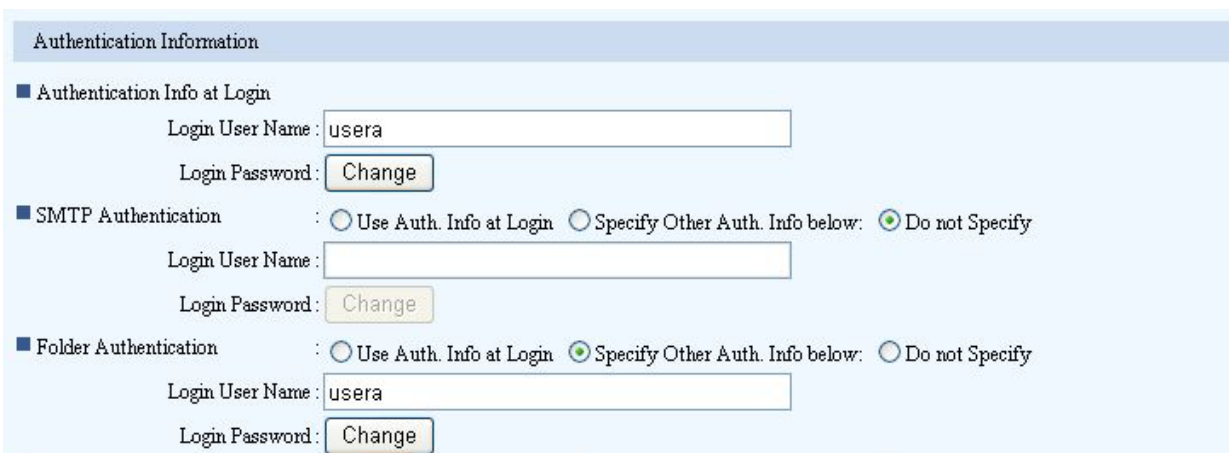 Authentication Information
Authentication Info at Login
Login User Name : usera
Login Password : Change
SMTP Authentication : Use Auth. Info at Login Specify Other Auth. Info below: Do not Specify
Login User Name :
Login Password : Change
Folder Authentication : Use Auth. Info at Login Specify Other Auth. Info below: Do not Specify
Login User Name : usera
Login Password : Change